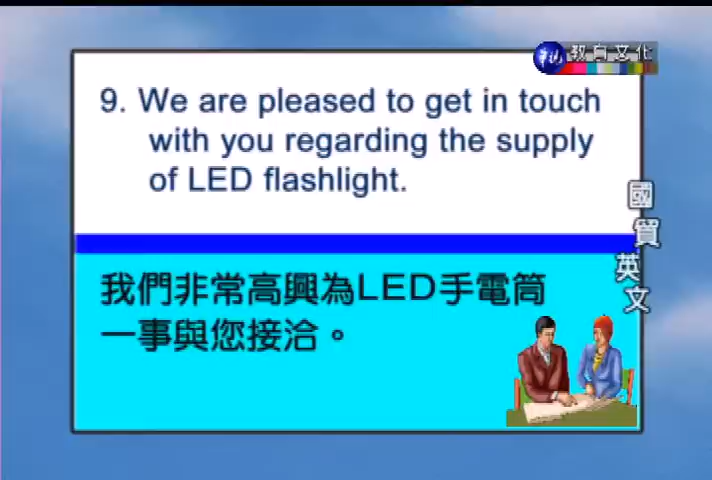 華視 教育文化
9. We are pleased to get in touch
with you regarding the supply
of LED flashlight.
我們非常高興為LED手電筒
一事與您接洽。
國貿英文